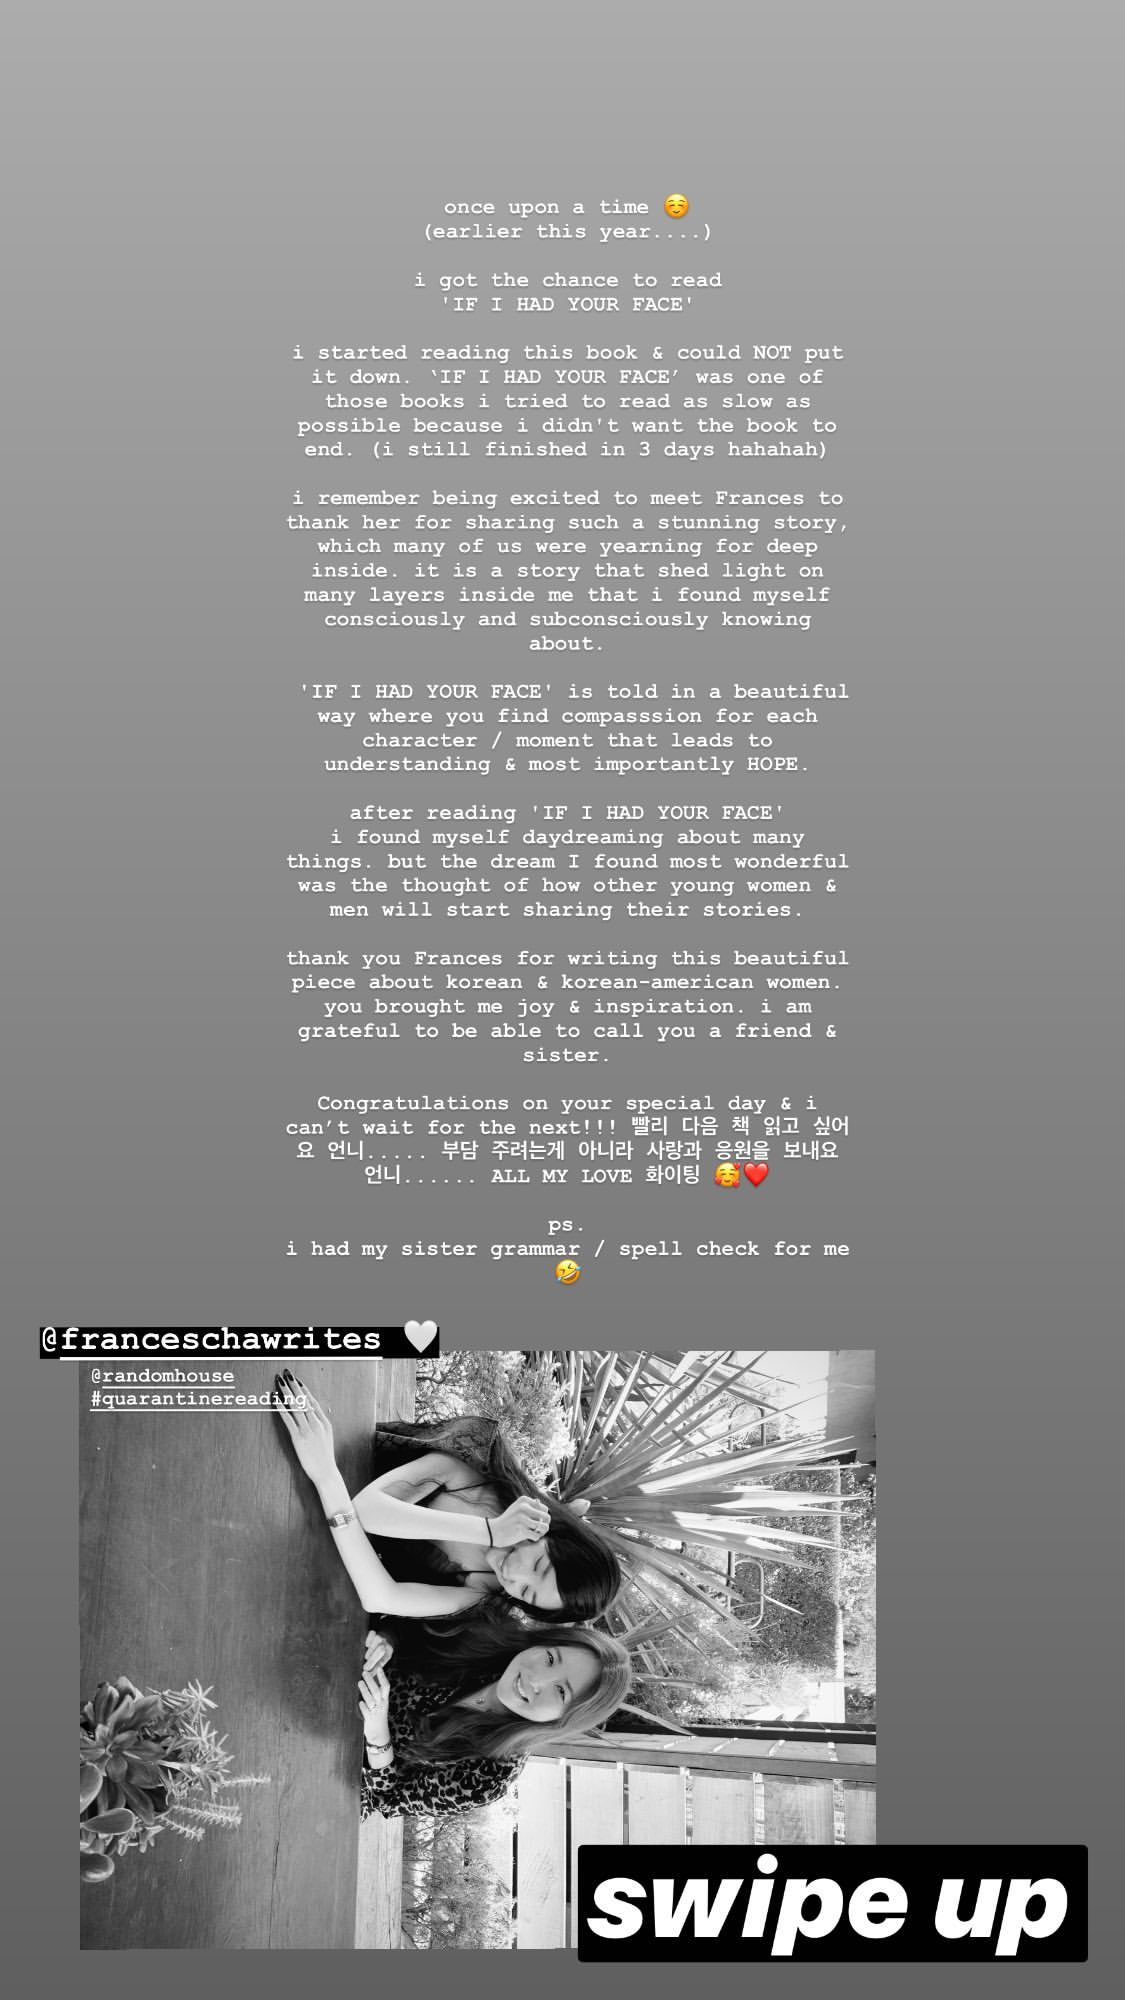 once upon a time ☺️
(earlier this year....)
i got the chance to read
'IF I HAD YOUR FACE'
i started reading this book & could NOT put
it down. ‘IF I HAD YOUR FACE’ was one of
those books i tried to read as slow as
possible because i didn't want the book to
end. (i still finished in 3 days hahahah)
i remember being excited to meet Frances to
thank her for sharing such a stunning story,
which many of us were yearning for deep
inside. it is a story that shed light on
many layers inside me that i found myself
consciously and subconsciously knowing
about.
'IF I HAD YOUR FACE' is told in a beautiful
way where you find compasssion for each
character / moment that leads to
understanding & most importantly HOPE.
after reading 'IF I HAD YOUR FACE'
i found myself daydreaming about many
things. but the dream I found most wonderful
was the thought of how other young women &
men will start sharing their stories.
thank you Frances for writing this beautiful
piece about korean & korean-american women.
you brought me joy & inspiration. i am
grateful to be able to call you a friend &
sister.
Congratulations on your special day & i
can’t wait for the next!!! 빨리 다음 책 읽고 싶어
요 언니..... 부담 주려는게 아니라 사랑과 응원을 보내요
언니...... ALL MY LOVE 화이팅 🥰❤️
ps.
i had my sister grammar / spell check for me
🤣
@franceschawrites 🤍
@randomhouse
#quarantinereading
swipe up